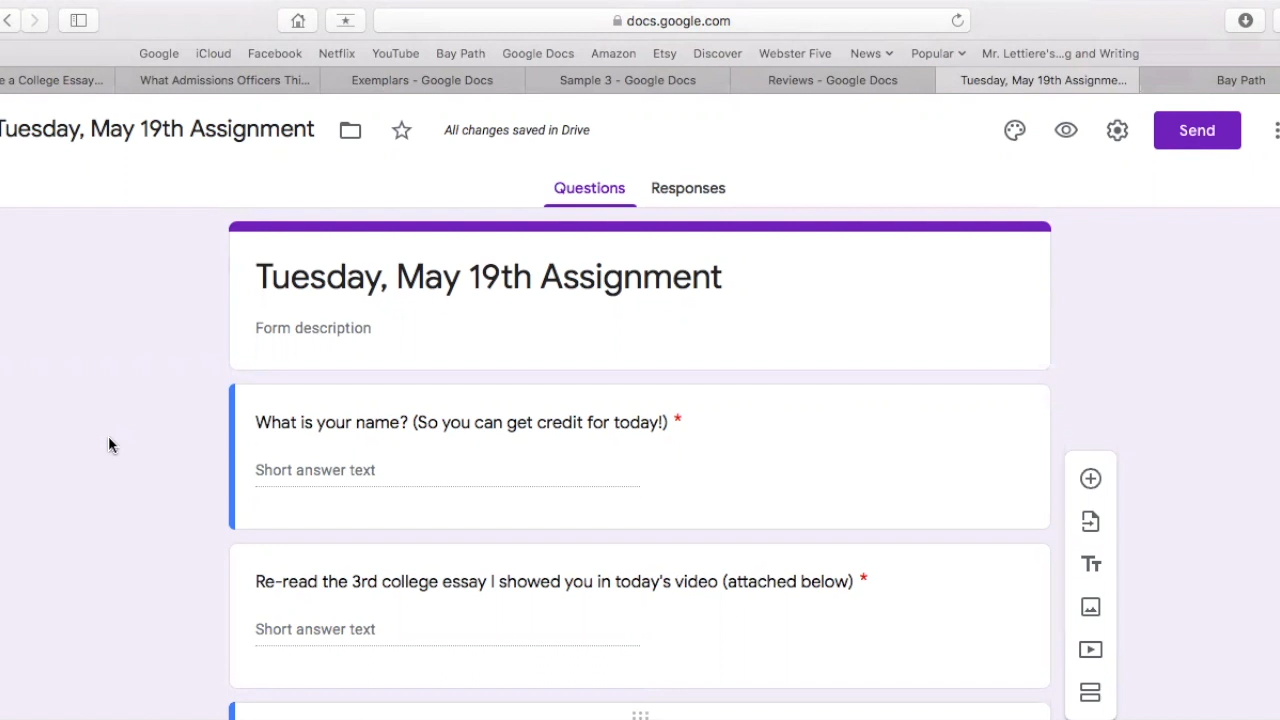 docs.google.com
Google iCloud Facebook Netflix YouTube Bay Path Google Docs Amazon Etsy Discover Webster Five News Popular Mr. Lettiere's...g and Writing
e a College Essay... What Admissions Officers Thi... Exemplars - Google Docs Sample 3 - Google Docs Reviews - Google Docs Tuesday, May 19th Assignme... Bay Path
Tuesday, May 19th Assignment All changes saved in Drive Send
Questions Responses
Tuesday, May 19th Assignment
Form description
What is your name? (So you can get credit for today!) *
Short answer text
Re-read the 3rd college essay I showed you in today's video (attached below) *
Short answer text
Tт